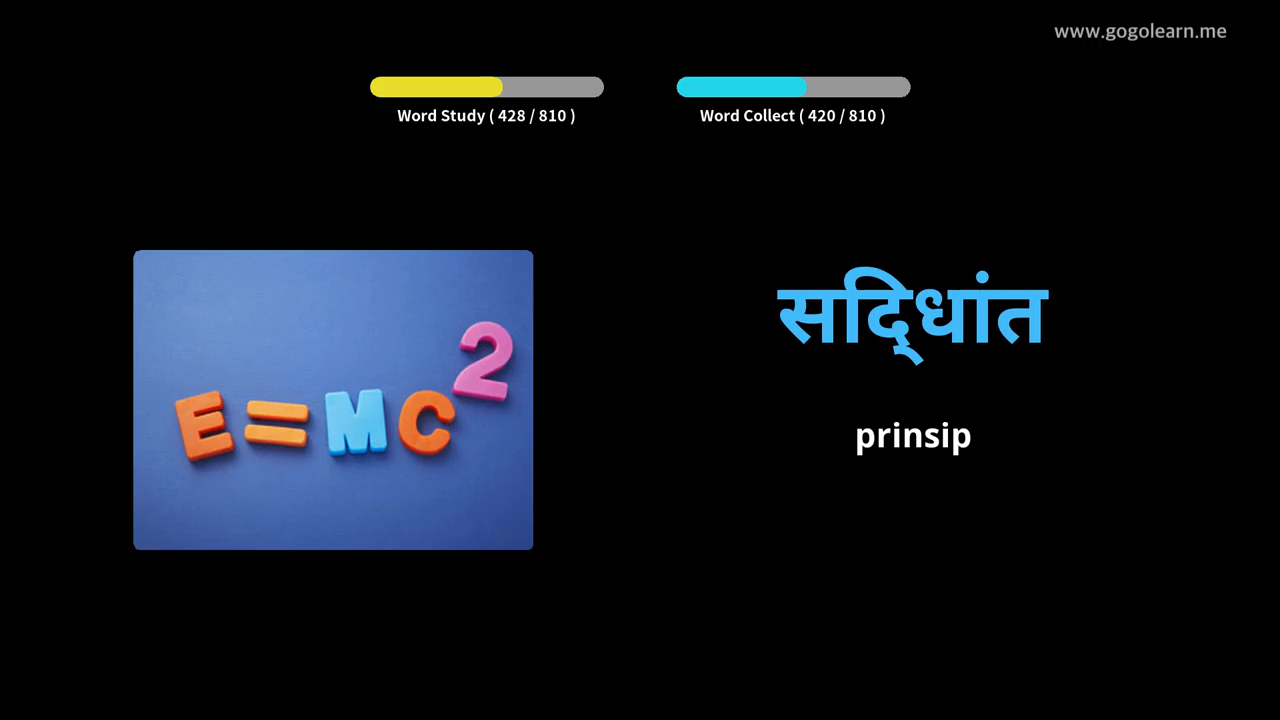 www.gogolearn.me
Word Study ( 428 / 810 )
Word Collect ( 420 / 810 )
सद्धिांत
prinsip
E=MC2